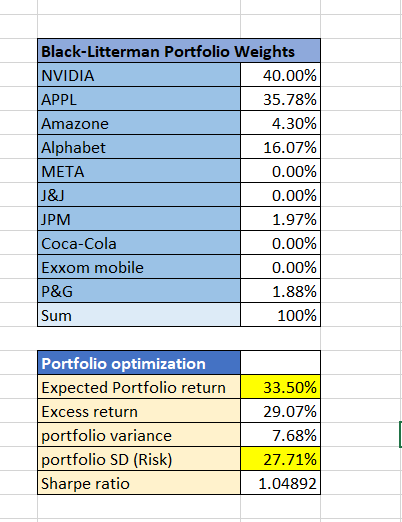 Black-Litterman Portfolio Weights
NVIDIA 40.00%
APPL 35.78%
Amazone 4.30%
Alphabet 16.07%
META 0.00%
J&J 0.00%
JPM 1.97%
Coca-Cola 0.00%
Exxom mobile 0.00%
P&G 1.88%
Sum 100%
Portfolio optimization
Expected Portfolio return 33.50%
Excess return 29.07%
portfolio variance 7.68%
portfolio SD (Risk) 27.71%
Sharpe ratio 1.04892